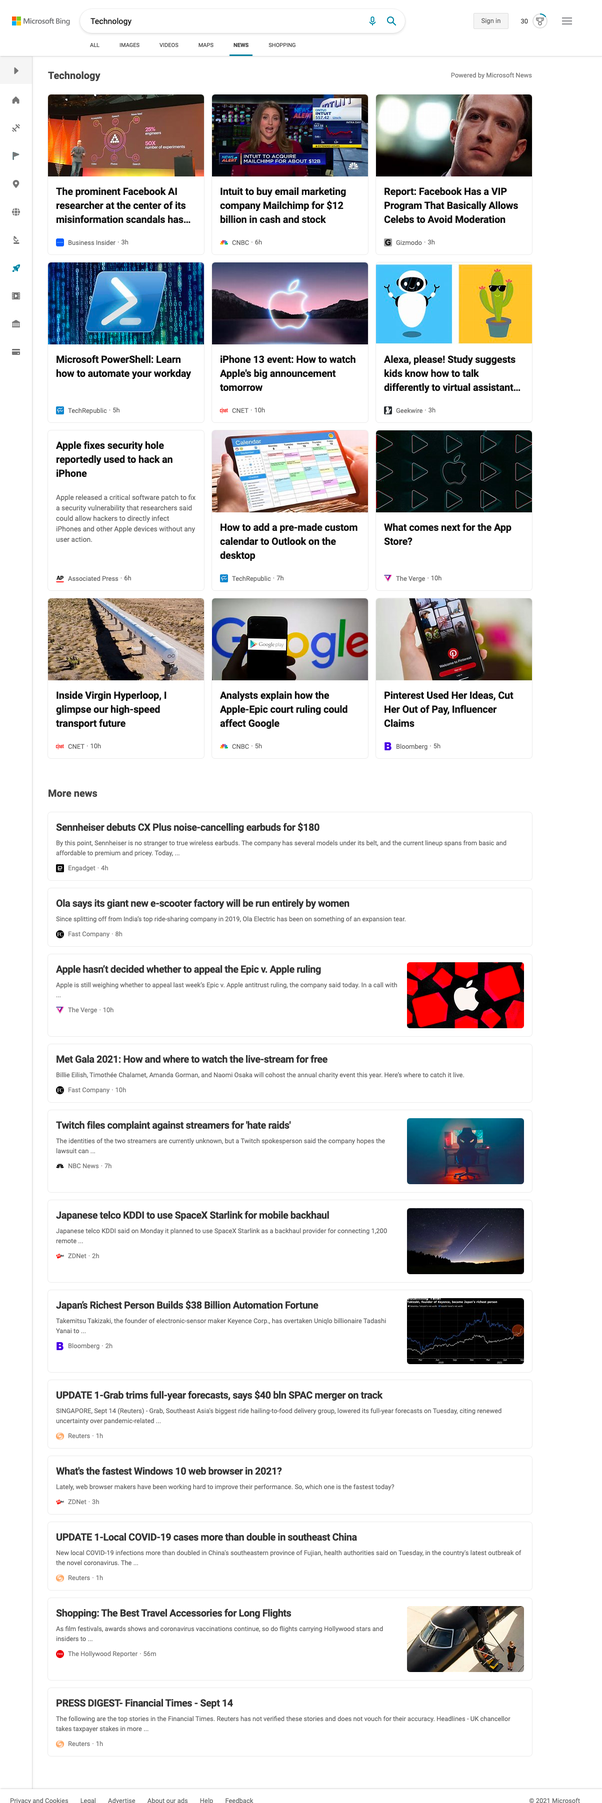 Microsoft Bing
Technology
Sign in
30
ALL
IMAGES
VIDEOS
MAPS
NEWS
SHOPPING
Technology
Powered by Microsoft News
25%
engineers
50X
number of experiments
The prominent Facebook AI
researcher at the center of its
misinformation scandals has...
Business Insider · 3h
INTUIT
INTUIT TO ACQUIRE
MAILCHIMP FOR ABOUT $12B
CNBC
Intuit to buy email marketing
company Mailchimp for $12
billion in cash and stock
CNBC · 6h
Report: Facebook Has a VIP
Program That Basically Allows
Celebs to Avoid Moderation
Gizmodo · 3h
Microsoft PowerShell: Learn
how to automate your workday
TechRepublic · 5h
iPhone 13 event: How to watch
Apple's big announcement
tomorrow
CNET · 10h
Alexa, please! Study suggests
kids know how to talk
differently to virtual assistant...
Geekwire · 3h
Apple fixes security hole
reportedly used to hack an
iPhone
Apple released a critical software patch to fix
a security vulnerability that researchers said
could allow hackers to directly infect
iPhones and other Apple devices without any
user action.
AP Associated Press · 6h
Calendar
How to add a pre-made custom
calendar to Outlook on the
desktop
TechRepublic · 7h
What comes next for the App
Store?
The Verge · 10h
Inside Virgin Hyperloop, I
glimpse our high-speed
transport future
CNET · 10h
Google
Google play
Analysts explain how the
Apple-Epic court ruling could
affect Google
CNBC · 5h
Welcome to Pinterest
Pinterest Used Her Ideas, Cut
Her Out of Pay, Influencer
Claims
B Bloomberg · 5h
More news
Sennheiser debuts CX Plus noise-cancelling earbuds for $180
By this point, Sennheiser is no stranger to true wireless earbuds. The company has several models under its belt, and the current lineup spans from basic and
affordable to premium and pricey. Today, ...
Engadget · 4h
Ola says its giant new e-scooter factory will be run entirely by women
Since splitting off from India's top ride-sharing company in 2019, Ola Electric has been on something of an expansion tear.
Fast Company · 8h
Apple hasn't decided whether to appeal the Epic v. Apple ruling
Apple is still weighing whether to appeal last week's Epic v. Apple antitrust ruling, the company said today. In a call with
...
The Verge · 10h
Met Gala 2021: How and where to watch the live-stream for free
Billie Eilish, Timothée Chalamet, Amanda Gorman, and Naomi Osaka will cohost the annual charity event this year. Here's where to catch it live.
Fast Company · 10h
Twitch files complaint against streamers for 'hate raids'
The identities of the two streamers are currently unknown, but a Twitch spokesperson said the company hopes the
lawsuit can ...
NBC News · 7h
Japanese telco KDDI to use SpaceX Starlink for mobile backhaul
Japanese telco KDDI said on Monday it planned to use SpaceX Starlink as a backhaul provider for connecting 1,200
remote ...
ZDNet · 2h
Japan's Richest Person Builds $38 Billion Automation Fortune
Takemitsu Takizaki, the founder of electronic-sensor maker Keyence Corp., has overtaken Uniqlo billionaire Tadashi
Yanai to ...
B Bloomberg · 2h
UPDATE 1-Grab trims full-year forecasts, says $40 bln SPAC merger on track
SINGAPORE, Sept 14 (Reuters) - Grab, Southeast Asia's biggest ride hailing-to-food delivery group, lowered its full-year forecasts on Tuesday, citing renewed
uncertainty over pandemic-related ...
Reuters · 1h
What's the fastest Windows 10 web browser in 2021?
Lately, web browser makers have been working hard to improve their performance. So, which one is the fastest today?
ZDNet · 3h
UPDATE 1-Local COVID-19 cases more than double in southeast China
New local COVID-19 infections more than doubled in China's southeastern province of Fujian, health authorities said on Tuesday, in the country's latest outbreak of
the novel coronavirus. The ...
Reuters · 1h
Shopping: The Best Travel Accessories for Long Flights
As film festivals, awards shows and coronavirus vaccinations continue, so do flights carrying Hollywood stars and
insiders to ...
The Hollywood Reporter · 56m
PRESS DIGEST- Financial Times - Sept 14
The following are the top stories in the Financial Times. Reuters has not verified these stories and does not vouch for their accuracy. Headlines - UK chancellor
takes taxpayer stakes in more ...
Reuters · 1h
Privacy and Cookies
Legal
Advertise
About our ads
Help
Feedback
© 2021 Microsoft